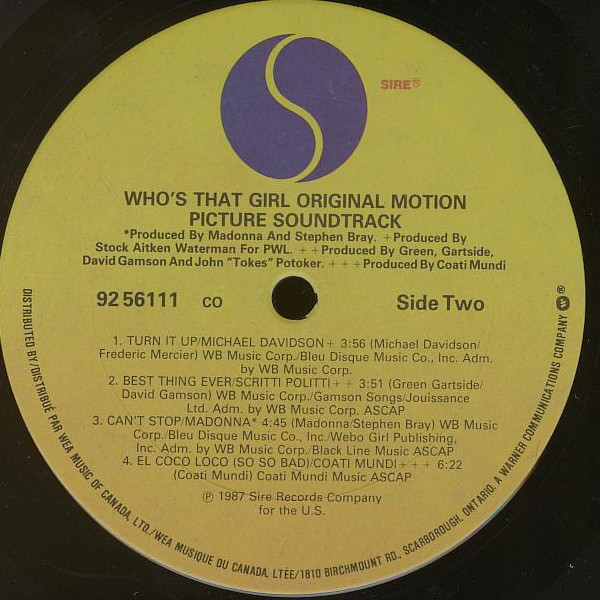 SIRE®
WHO'S THAT GIRL ORIGINAL MOTION
PICTURE SOUNDTRACK
*Produced By Madonna And Stephen Bray. +Produced By
Stock Aitken Waterman For PWL. ++Produced By Green, Gartside,
David Gamson And John "Tokes" Potoker. +++Produced By Coati Mundi
92 56111 CO
Side Two
1. TURN IT UP/MICHAEL DAVIDSON+ 3:56 (Michael Davidson/
Frederic Mercier) WB Music Corp./Bleu Disque Music Co., Inc. Adm.
by WB Music Corp.
2. BEST THING EVER/SCRITTI POLITTI++ 3:51 (Green Gartside/
David Gamson) WB Music Corp./Gamson Songs/Jouissance
Ltd. Adm. by WB Music Corp. ASCAP
3. CAN'T STOP/MADONNA* 4:45 (Madonna/Stephen Bray) WB Music
Corp./Bleu Disque Music Co., Inc./Webo Girl Publishing,
Inc. Adm. by WB Music Corp./Black Line Music ASCAP
4. EL COCO LOCO (SO SO BAD)/COATI MUNDI+++ 6:22
(Coati Mundi) Coati Mundi Music ASCAP
℗ 1987 Sire Records Company
for the U.S.
DISTRIBUTED BY/DISTRIBUÉ PAR WEA MUSIC OF CANADA, LTD./WEA MUSIQUE DU CANADA, LTÉE/1810 BIRCHMOUNT RD., SCARBOROUGH, ONTARIO. A WARNER COMMUNICATIONS COMPANY ®